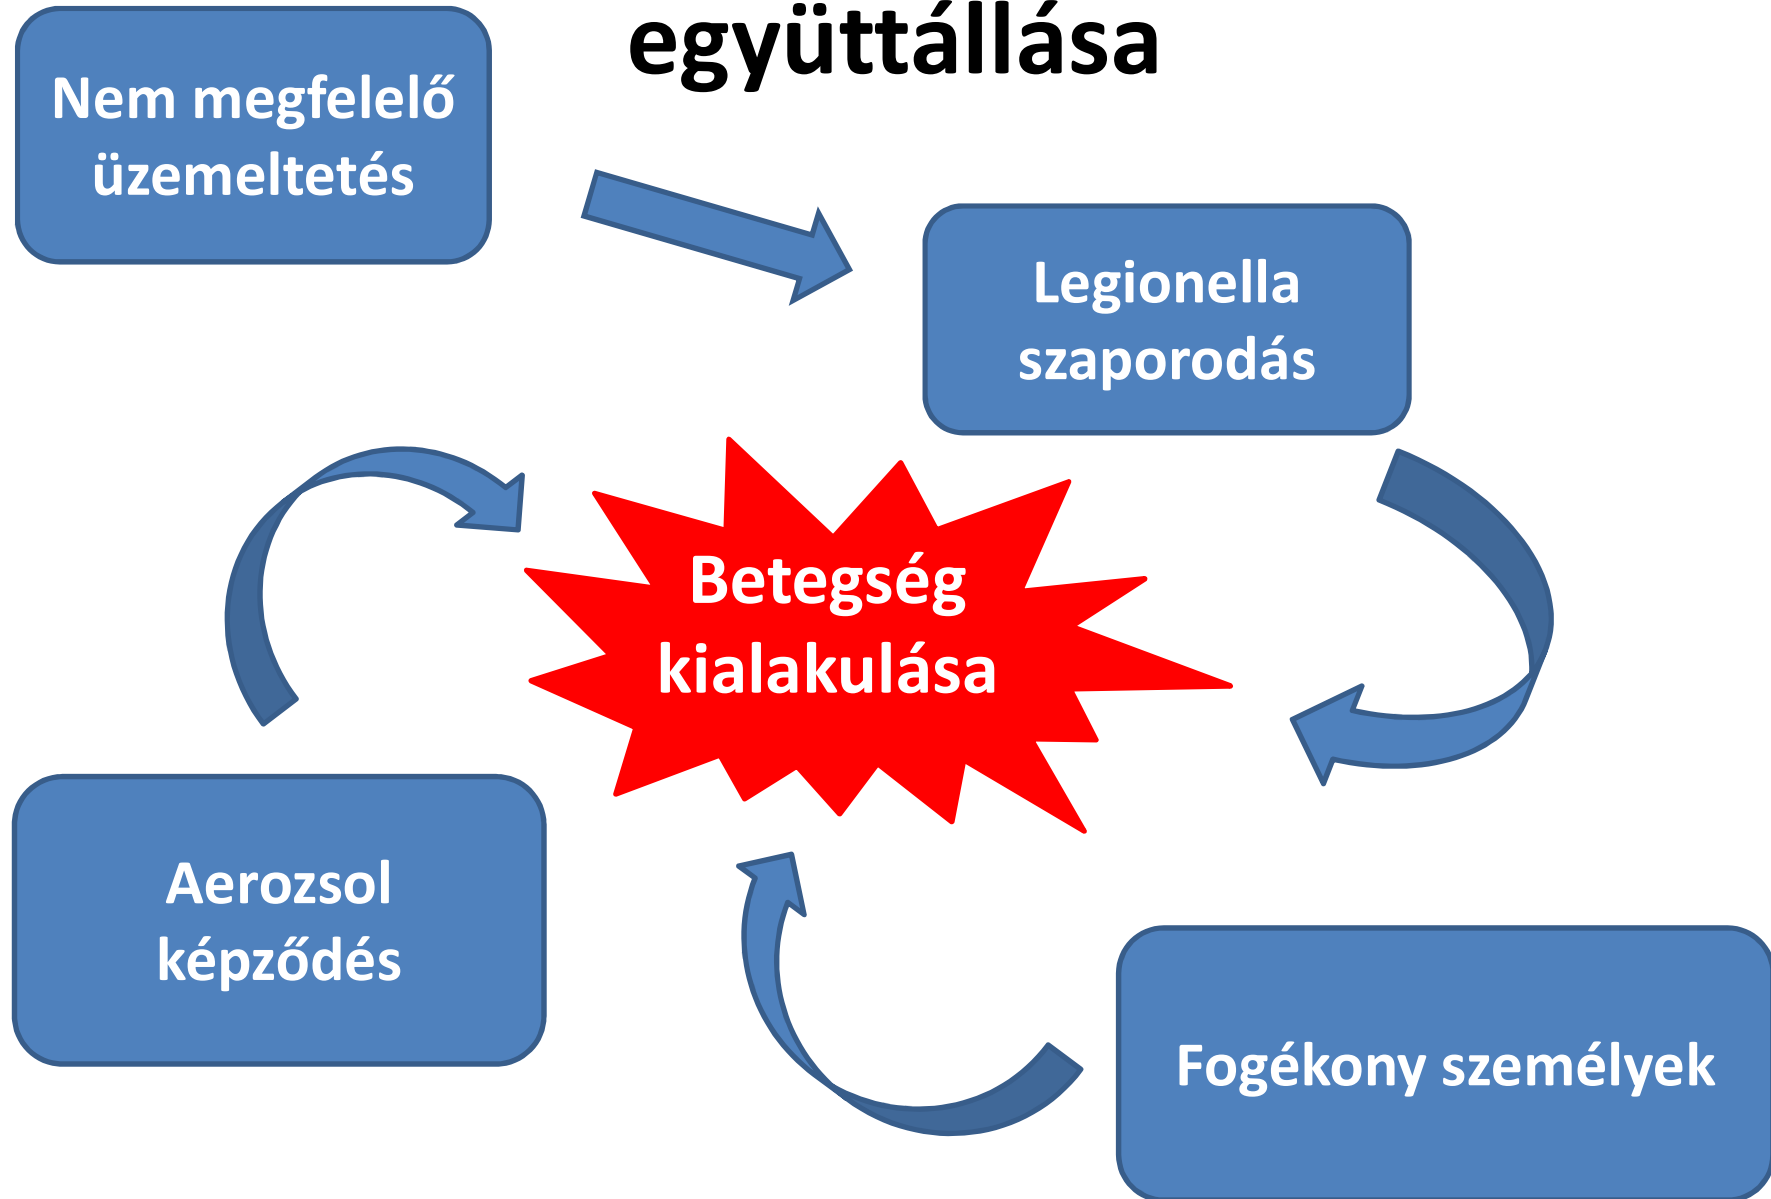 együttállása
Nem megfelelő
üzemeltetés
Legionella
szaporodás
Betegség
kialakulása
Aerozsol
képződés
Fogékony személyek